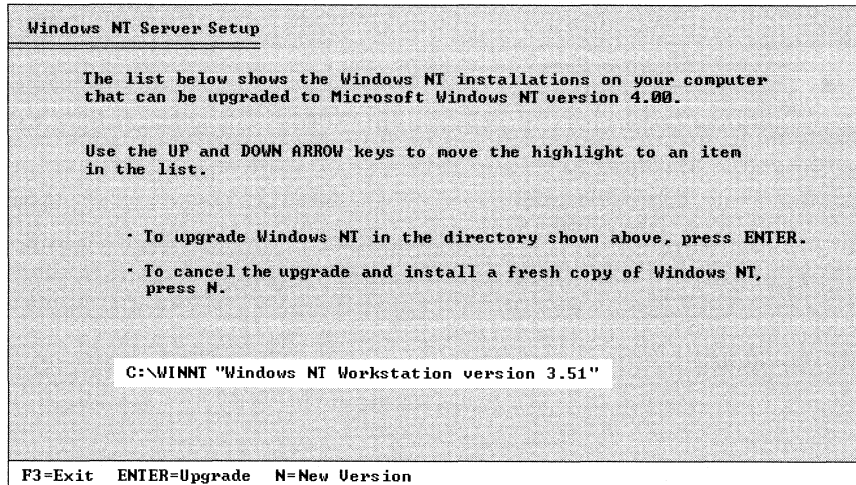 Windows NT Server Setup
The list below shows the Windows NT installations on your computer
that can be upgraded to Microsoft Windows NT version 4.00.
Use the UP and DOWN ARROW keys to move the highlight to an item
in the list.
· To upgrade Windows NT in the directory shown above, press ENTER.
· To cancel the upgrade and install a fresh copy of Windows NT,
press N.
C:\WINNT "Windows NT Workstation version 3.51"
F3=Exit ENTER=Upgrade N=New Version